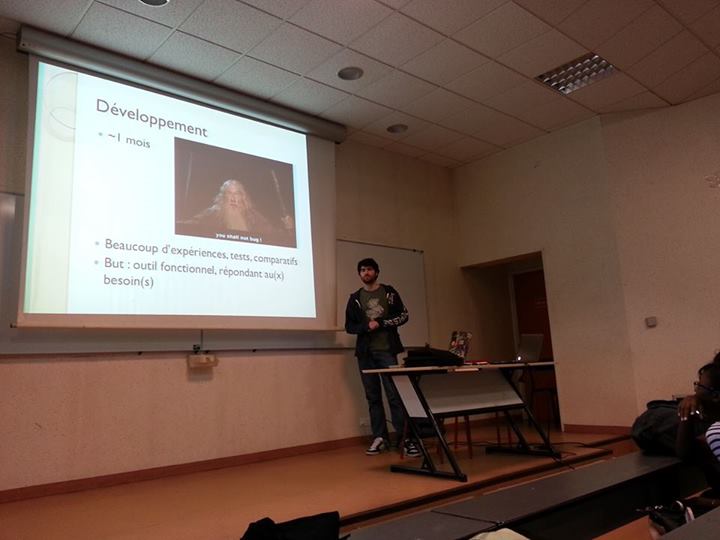 Développement
• ~1 mois
you shall not bug !
• Beaucoup d'expériences, tests, comparatifs
• But : outil fonctionnel, répondant au(x)
besoin(s)